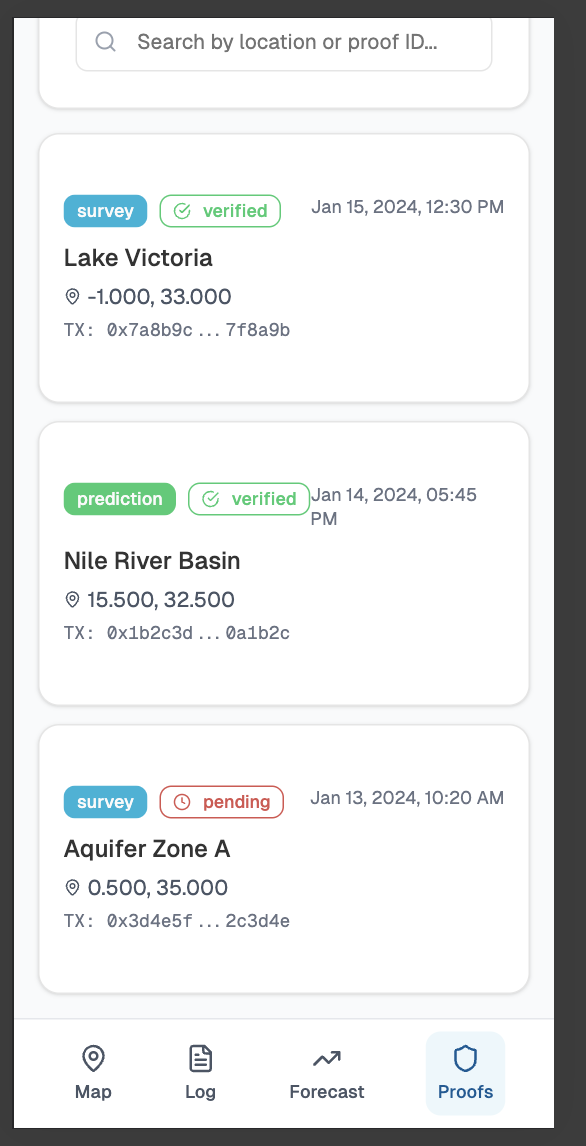 Search by location or proof ID...
survey verified Jan 15, 2024, 12:30 PM
Lake Victoria
-1.000, 33.000
TX: 0x7a8b9c...7f8a9b
prediction verified Jan 14, 2024, 05:45
PM
Nile River Basin
15.500, 32.500
TX: 0x1b2c3d...0a1b2c
survey pending Jan 13, 2024, 10:20 AM
Aquifer Zone A
0.500, 35.000
TX: 0x3d4e5f...2c3d4e
Map Log Forecast Proofs